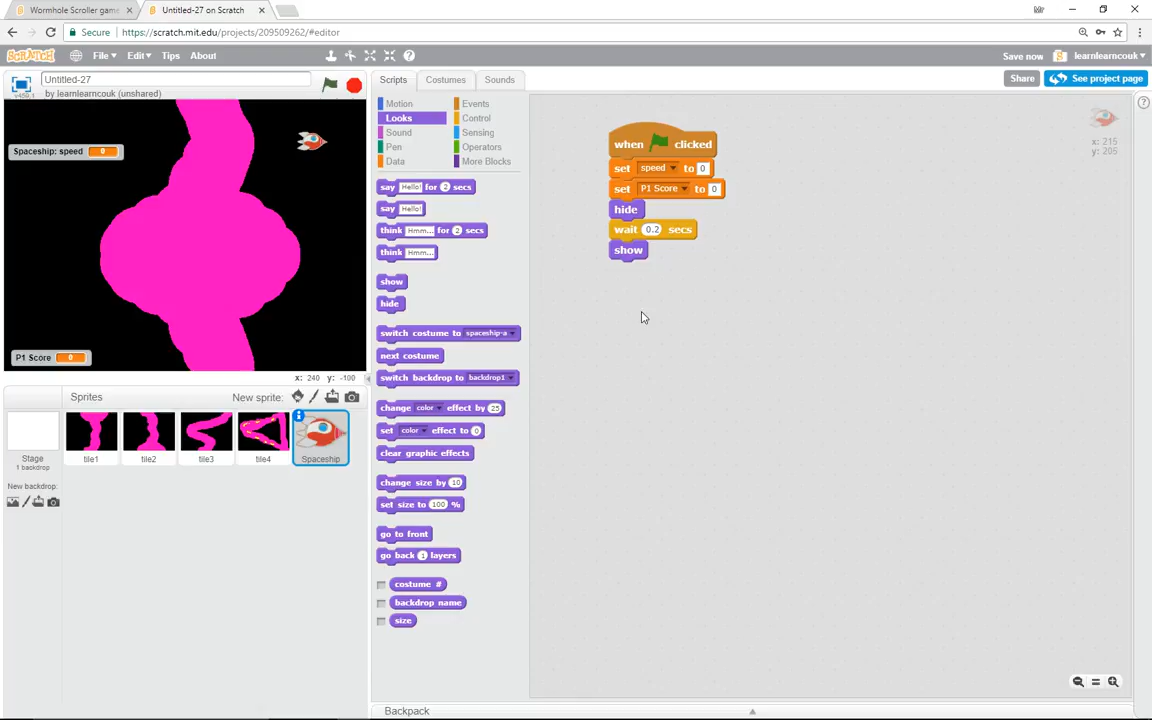 Wormhole Scroller game
Untitled-27 on Scratch
Secure
https://scratch.mit.edu/projects/209509262/#editor
SCRATCH
File
Edit
Tips
About
Save now
learnlearncouk
Untitled-27
by learnlearncouk (unshared)
Scripts
Costumes
Sounds
Share
See project page
Spaceship: speed 0
P1 Score 0
x: 240 y: -100
Motion
Looks
Sound
Pen
Data
Events
Control
Sensing
Operators
More Blocks
say Hello! for 2 secs
say Hello!
think Hmm... for 2 secs
think Hmm...
show
hide
switch costume to spaceship-a
next costume
switch backdrop to backdrop1
change color effect by 25
set color effect to 0
clear graphic effects
change size by 10
set size to 100 %
go to front
go back 1 layers
costume #
backdrop name
size
when clicked
set speed to 0
set P1 Score to 0
hide
wait 0.2 secs
show
x: 215
y: 205
Sprites
New sprite:
Stage
1 backdrop
New backdrop:
tile1
tile2
tile3
tile4
Spaceship
Backpack